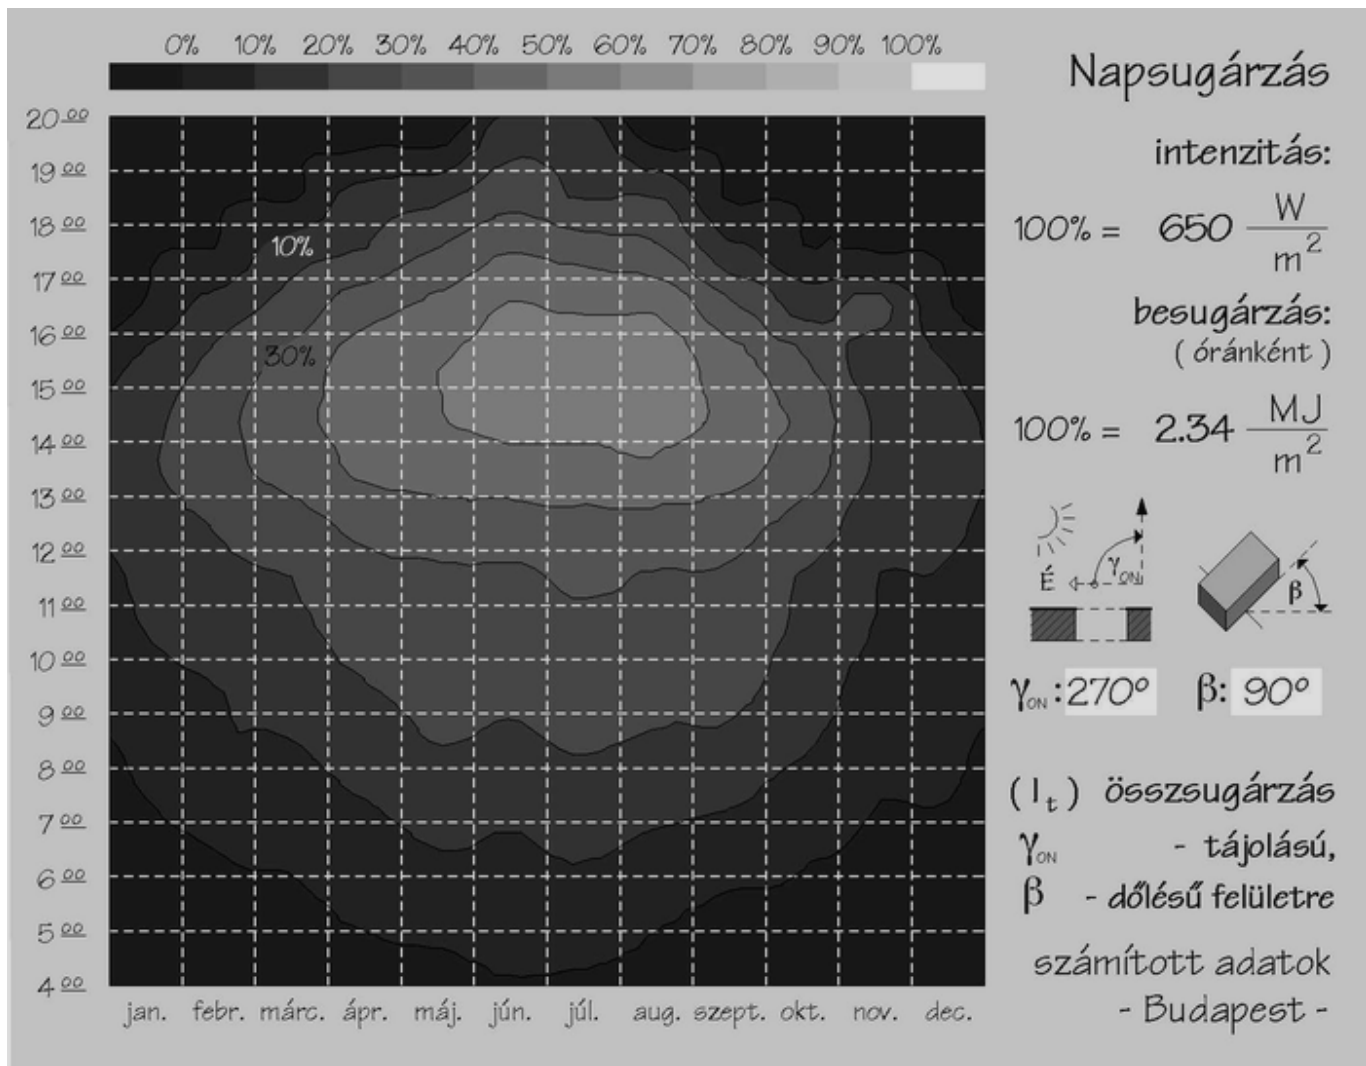 0% 10% 20% 30% 40% 50% 60% 70% 80% 90% 100%
20 00
19 00
18 00
17 00
16 00
15 00
14 00
13 00
12 00
11 00
10 00
9 00
8 00
7 00
6 00
5 00
4 00
10%
30%
jan. febr. márc. ápr. máj. jún. júl. aug. szept. okt. nov. dec.
Napsugárzás
intenzitás:
100% = 650 W/m²
besugárzás:
( óránként )
100% = 2.34 MJ/m²
É γON
β
γON: 270° β: 90°
( It ) összsugárzás
γON - tájolású,
β - dőlésű felületre
számított adatok
- Budapest -